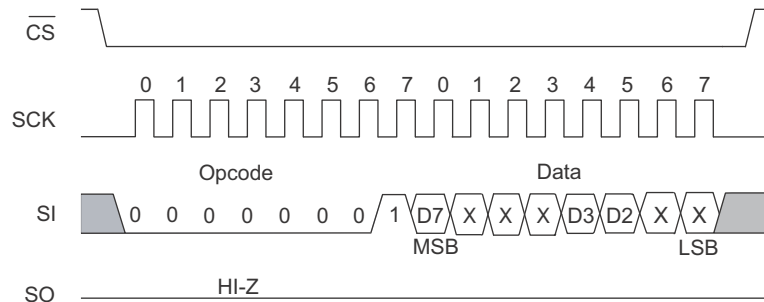 CS
0 1 2 3 4 5 6 7 0 1 2 3 4 5 6 7
SCK
Opcode Data
SI 0 0 0 0 0 0 0 1 D7 X X X D3 D2 X X
MSB LSB
HI-Z
SO